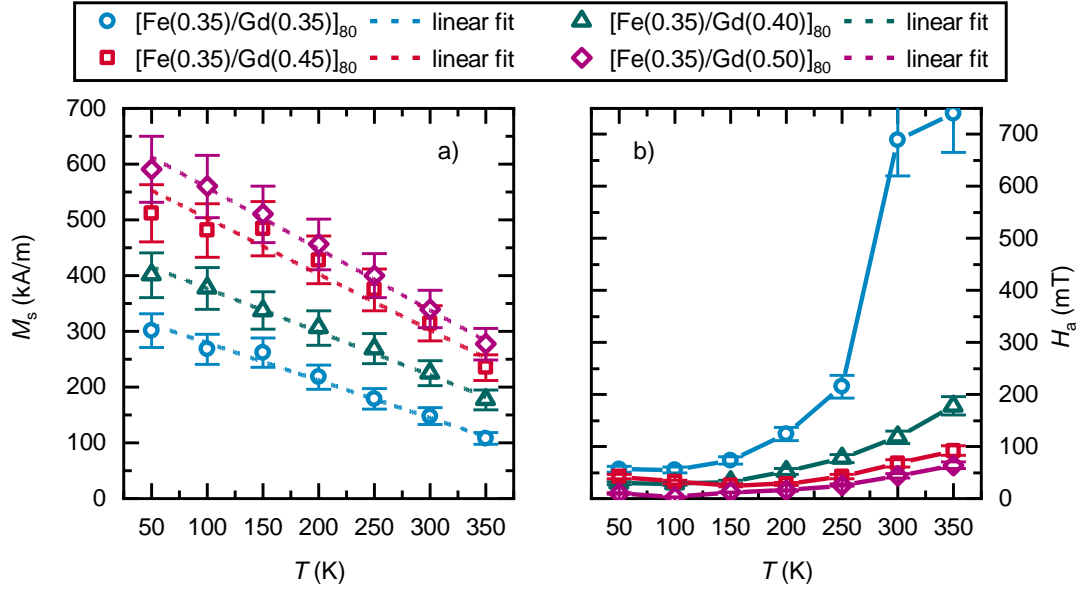 [Fe(0.35)/Gd(0.35)]80 linear fit [Fe(0.35)/Gd(0.40)]80 linear fit
[Fe(0.35)/Gd(0.45)]80 linear fit [Fe(0.35)/Gd(0.50)]80 linear fit
a)
700
600
500
400
300
200
100
0
Ms (kA/m)
50 100 150 200 250 300 350
T (K)
b)
700
600
500
400
300
200
100
0
Ha (mT)
50 100 150 200 250 300 350
T (K)